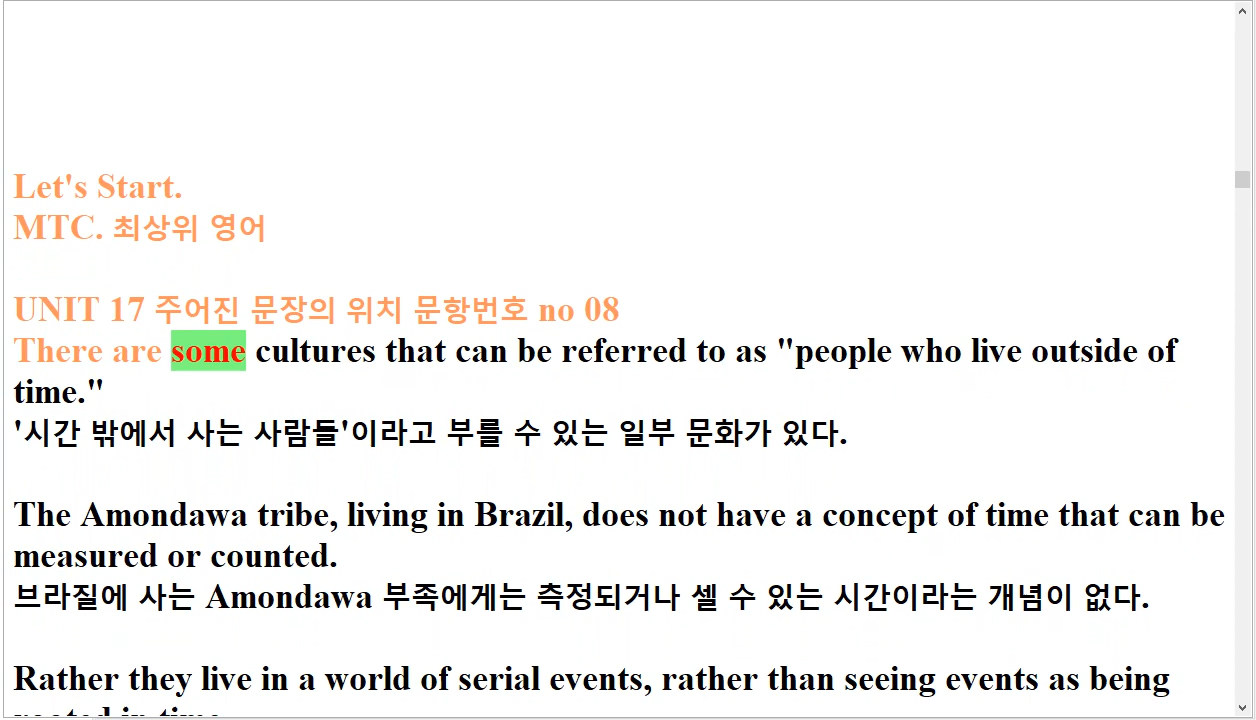 Let's Start.
MTC. 최상위 영어
UNIT 17 주어진 문장의 위치 문항번호 no 08
There are some cultures that can be referred to as "people who live outside of
time."
'시간 밖에서 사는 사람들'이라고 부를 수 있는 일부 문화가 있다.
The Amondawa tribe, living in Brazil, does not have a concept of time that can be
measured or counted.
브라질에 사는 Amondawa 부족에게는 측정되거나 셀 수 있는 시간이라는 개념이 없다.
Rather they live in a world of serial events, rather than seeing events as being
rooted in time.